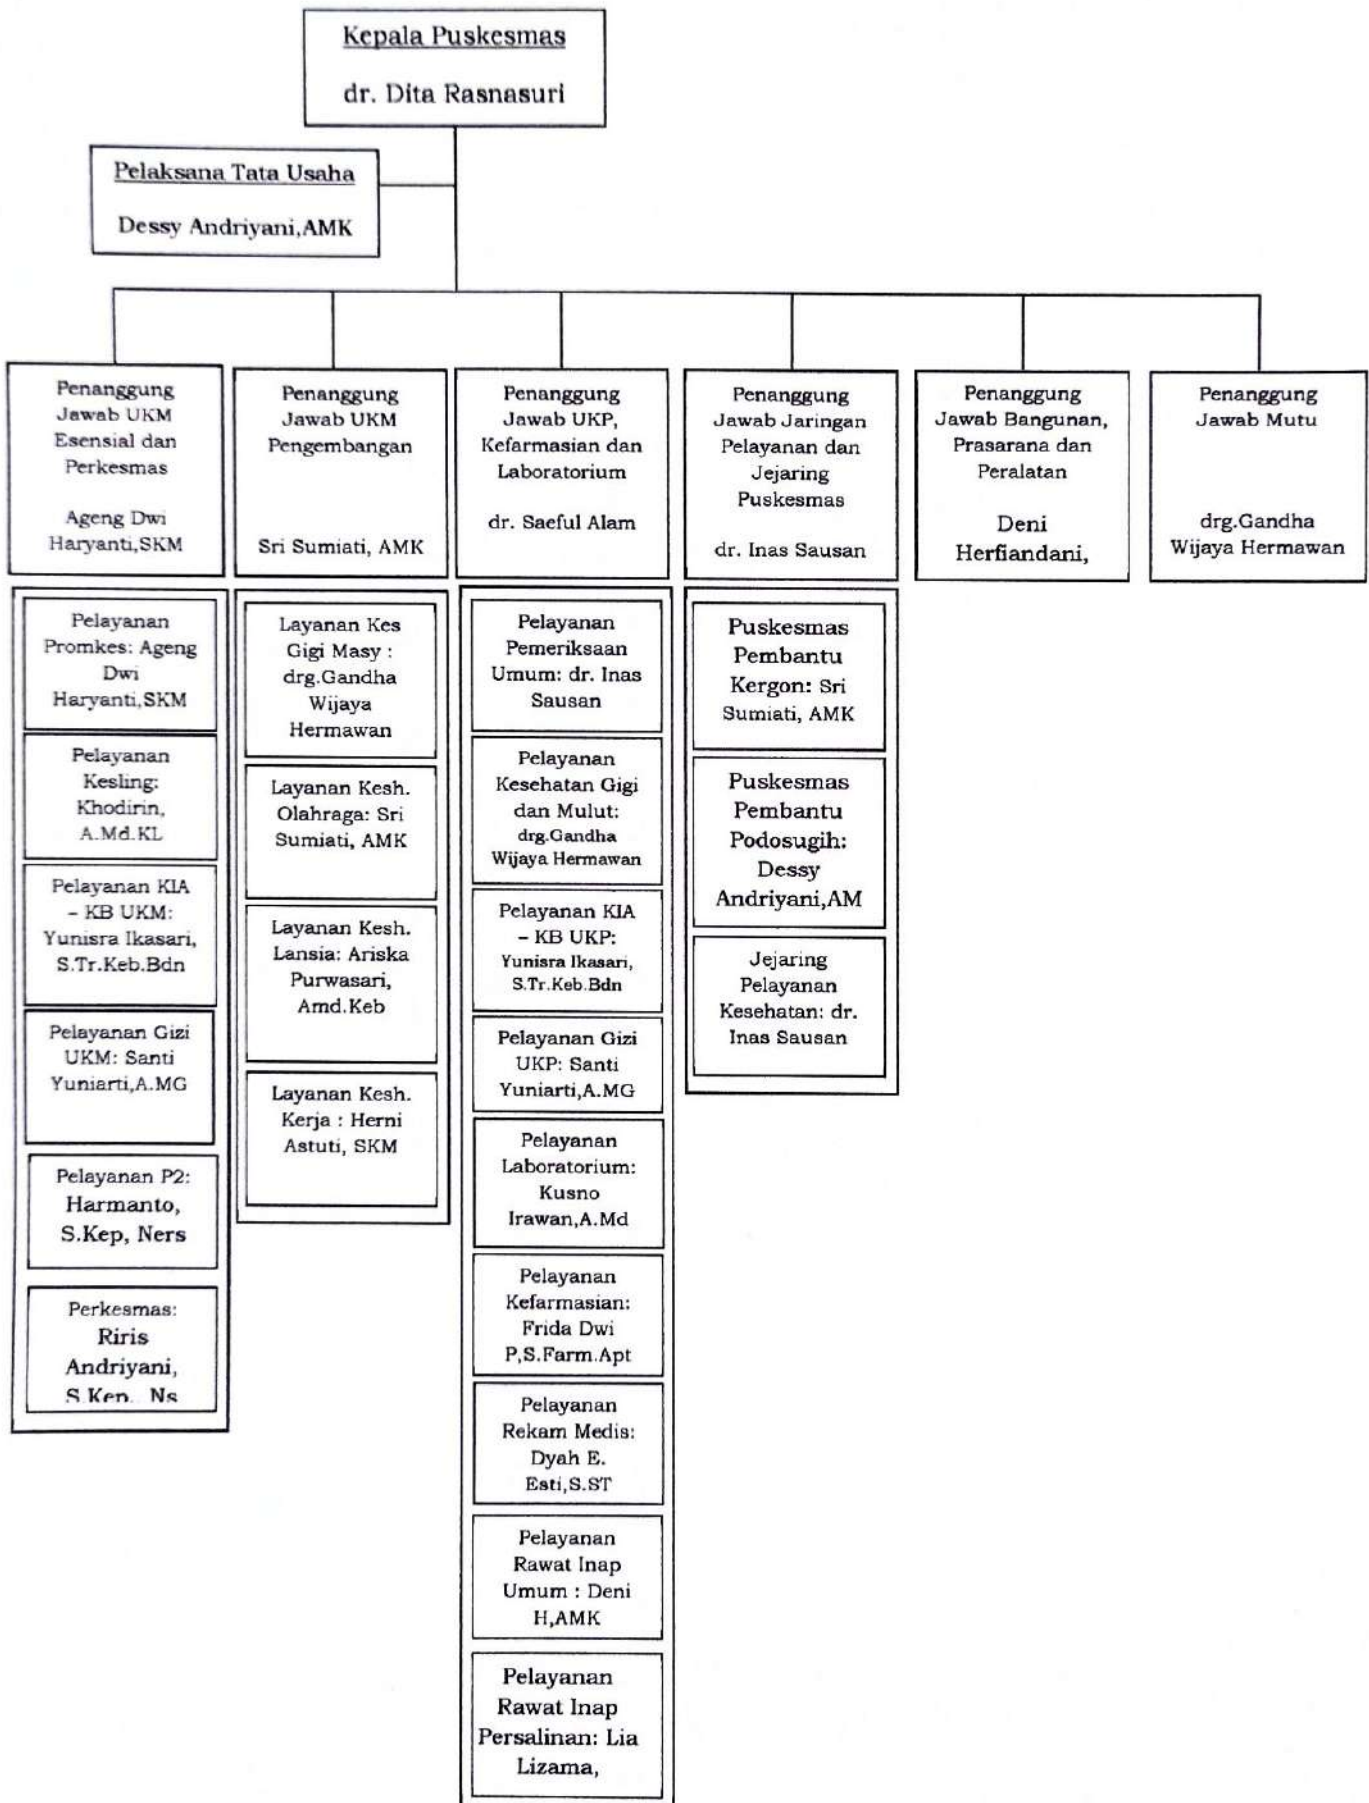 Kepala Puskesmas
dr. Dita Rasnasuri
Pelaksana Tata Usaha
Dessy Andriyani,AMK
Penanggung
Jawab UKM
Esensial dan
Perkesmas
Ageng Dwi
Haryanti,SKM
Penanggung
Jawab UKM
Pengembangan
Sri Sumiati, AMK
Penanggung
Jawab UKP,
Kefarmasian dan
Laboratorium
dr. Saeful Alam
Penanggung
Jawab Jaringan
Pelayanan dan
Jejaring
Puskesmas
dr. Inas Sausan
Penanggung
Jawab Bangunan,
Prasarana dan
Peralatan
Deni
Herfiandani,
Penanggung
Jawab Mutu
drg.Gandha
Wijaya Hermawan
Pelayanan
Promkes: Ageng
Dwi
Haryanti,SKM
Pelayanan
Kesling:
Khodirin,
A.Md.KL
Pelayanan KIA
– KB UKM:
Yunisra Ikasari,
S.Tr.Keb.Bdn
Pelayanan Gizi
UKM: Santi
Yuniarti,A.MG
Pelayanan P2:
Harmanto,
S.Kep, Ners
Perkesmas:
Riris
Andriyani,
S.Kep., Ns
Layanan Kes
Gigi Masy :
drg.Gandha
Wijaya
Hermawan
Layanan Kesh.
Olahraga: Sri
Sumiati, AMK
Layanan Kesh.
Lansia: Ariska
Purwasari,
Amd.Keb
Layanan Kesh.
Kerja : Herni
Astuti, SKM
Pelayanan
Pemeriksaan
Umum: dr. Inas
Sausan
Pelayanan
Kesehatan Gigi
dan Mulut:
drg.Gandha
Wijaya Hermawan
Pelayanan KIA
– KB UKP:
Yunisra Ikasari,
S.Tr.Keb.Bdn
Pelayanan Gizi
UKP: Santi
Yuniarti,A.MG
Pelayanan
Laboratorium:
Kusno
Irawan,A.Md
Pelayanan
Kefarmasian:
Frida Dwi
P,S.Farm.Apt
Pelayanan
Rekam Medis:
Dyah E.
Esti,S.ST
Pelayanan
Rawat Inap
Umum : Deni
H,AMK
Pelayanan
Rawat Inap
Persalinan: Lia
Lizama,
Puskesmas
Pembantu
Kergon: Sri
Sumiati, AMK
Puskesmas
Pembantu
Podosugih:
Dessy
Andriyani,AM
Jejaring
Pelayanan
Kesehatan: dr.
Inas Sausan